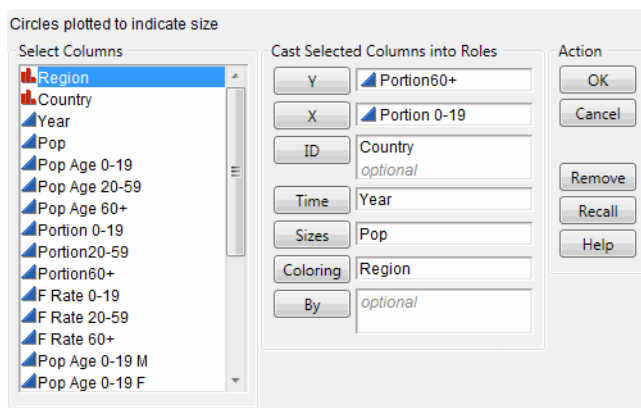 Circles plotted to indicate size
Select Columns
Region
Country
Year
Pop
Pop Age 0-19
Pop Age 20-59
Pop Age 60+
Portion 0-19
Portion20-59
Portion60+
F Rate 0-19
F Rate 20-59
F Rate 60+
Pop Age 0-19 M
Pop Age 0-19 F
Cast Selected Columns into Roles
Y Portion60+
X Portion 0-19
ID Country
optional
Time Year
Sizes Pop
Coloring Region
By optional
Action
OK
Cancel
Remove
Recall
Help